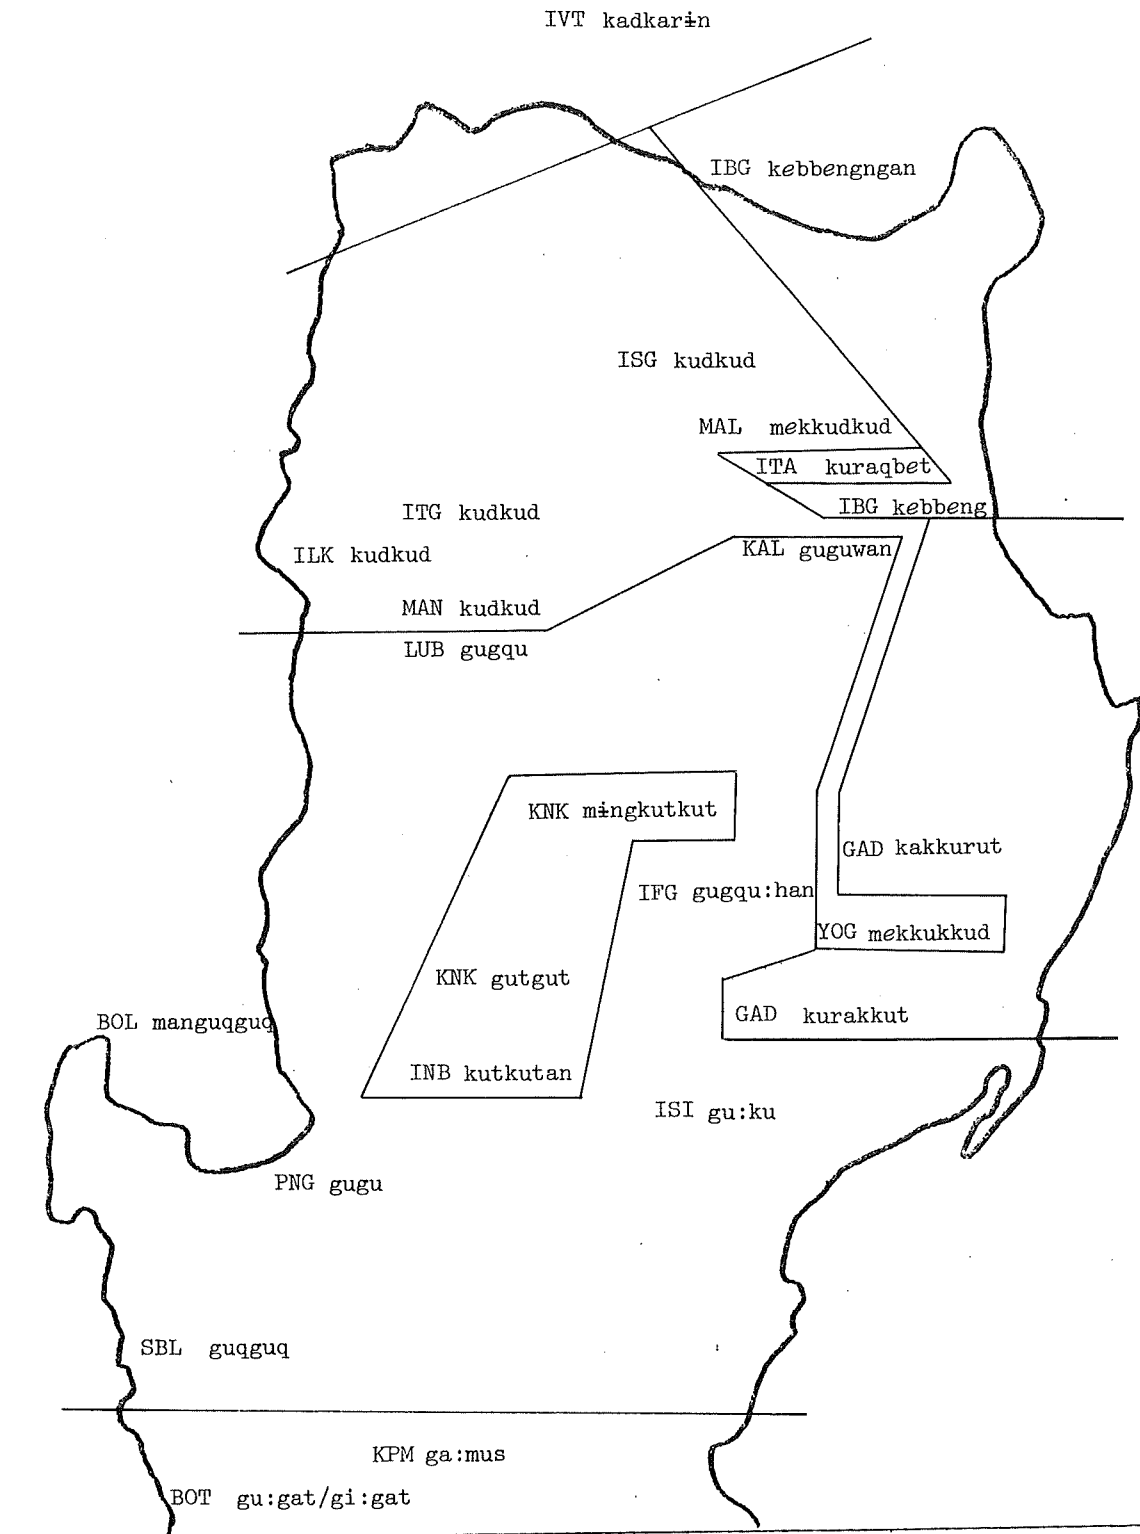 IVT kadkarɨn
IBG kebbengngan
ISG kudkud
MAL mekkudkud
ITA kuraqbet
IBG kebbeng
ITG kudkud
KAL guguwan
ILK kudkud
MAN kudkud
LUB gugqu
KNK mɨngkutkut
GAD kakkurut
IFG gugqu:han
YOG mekkukkud
KNK gutgut
GAD kurakkut
BOL manguqguq
INB kutkutan
ISI gu:ku
PNG gugu
SBL guqguq
KPM ga:mus
BOT gu:gat/gi:gat